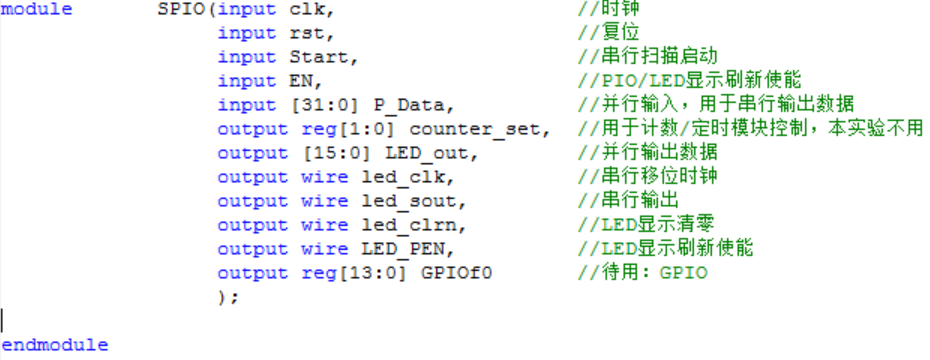 module SPIO(input clk, //时钟
input rst, //复位
input Start, //串行扫描启动
input EN, //PIO/LED显示刷新使能
input [31:0] P_Data, //并行输入，用于串行输出数据
output reg[1:0] counter_set, //用于计数/定时模块控制，本实验不用
output [15:0] LED_out, //并行输出数据
output wire led_clk, //串行移位时钟
output wire led_sout, //串行输出
output wire led_clrn, //LED显示清零
output wire LED_PEN, //LED显示刷新使能
output reg[13:0] GPIOf0 //待用：GPIO
);
endmodule